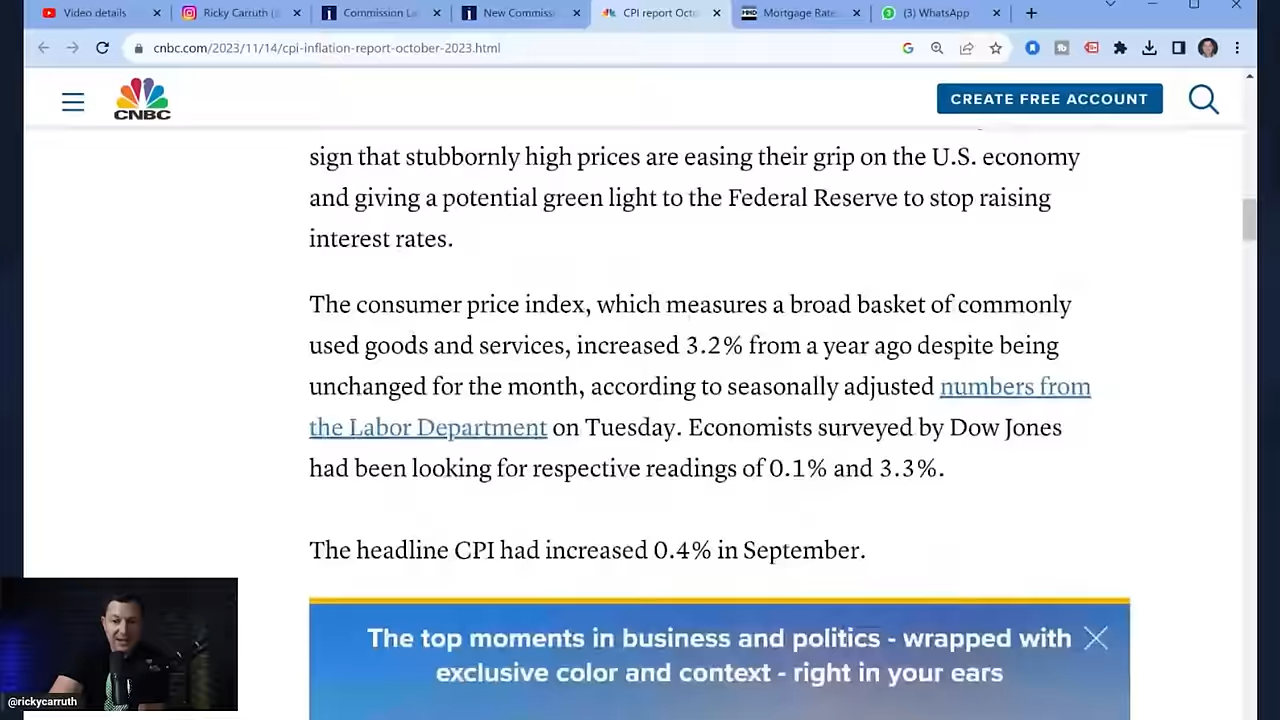 Video details
Ricky Carruth (
Commission La
New Commiss
CPI report Octo
Mortgage Rate
(3) WhatsApp
cnbc.com/2023/11/14/cpi-inflation-report-october-2023.html
CNBC
CREATE FREE ACCOUNT
sign that stubbornly high prices are easing their grip on the U.S. economy
and giving a potential green light to the Federal Reserve to stop raising
interest rates.
The consumer price index, which measures a broad basket of commonly
used goods and services, increased 3.2% from a year ago despite being
unchanged for the month, according to seasonally adjusted numbers from
the Labor Department on Tuesday. Economists surveyed by Dow Jones
had been looking for respective readings of 0.1% and 3.3%.
The headline CPI had increased 0.4% in September.
The top moments in business and politics - wrapped with
exclusive color and context - right in your ears
@rickycarruth